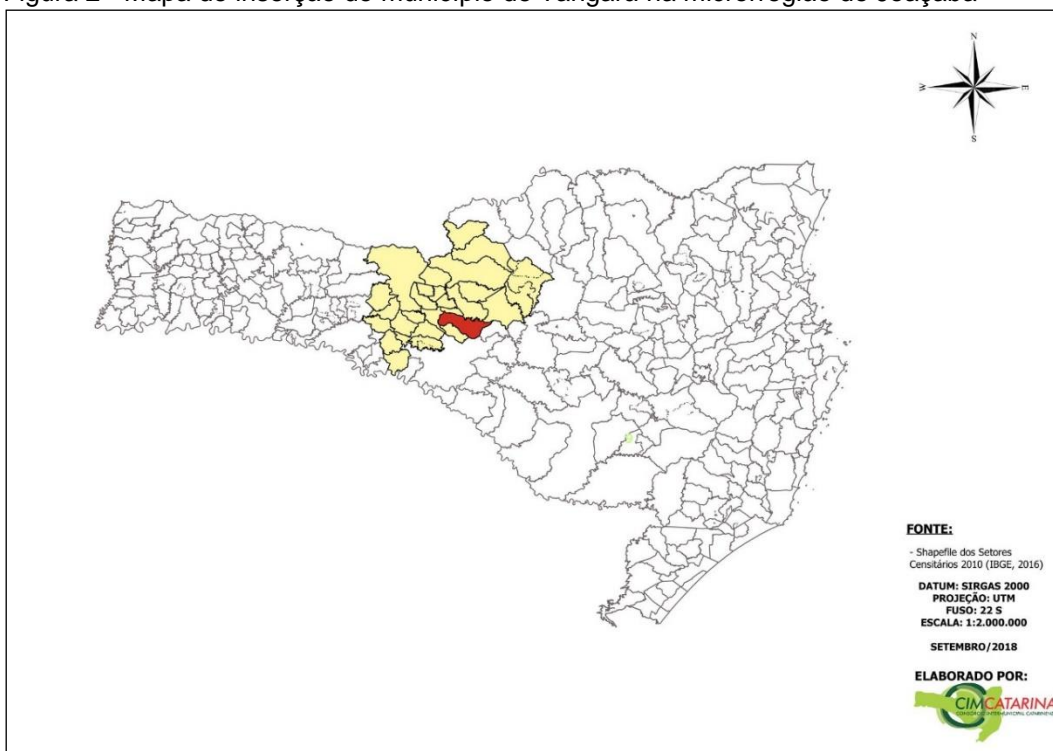 Figura 2 - Mapa de inserção do município de Tangará na microrregião de Joaçaba
N
W
E
S
FONTE:
- Shapefile dos Setores
Censitários 2010 (IBGE, 2016)
DATUM: SIRGAS 2000
PROJEÇÃO: UTM
FUSO: 22 S
ESCALA: 1:2.000.000
SETEMBRO/2018
ELABORADO POR:
CIMCATARINA